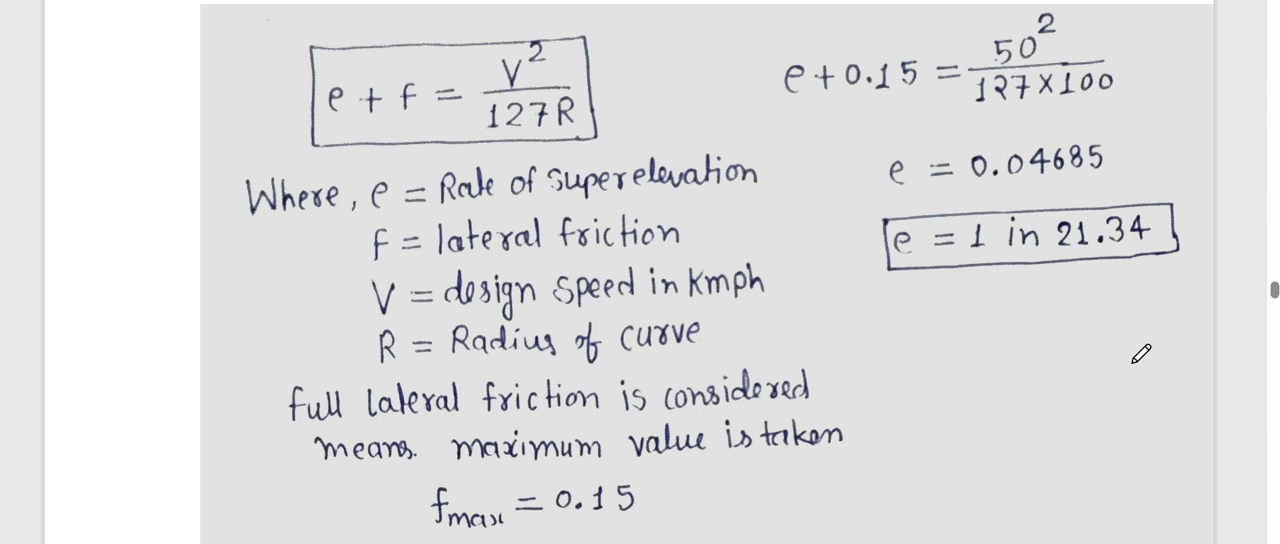 e + f = V²/127R
Where, e = Rate of superelevation
f = lateral friction
V = design speed in Kmph
R = Radius of curve
full lateral friction is considered
means. maximum value is taken
fmax = 0.15
e + 0.15 = 50²/127×100
e = 0.04685
e = 1 in 21.34